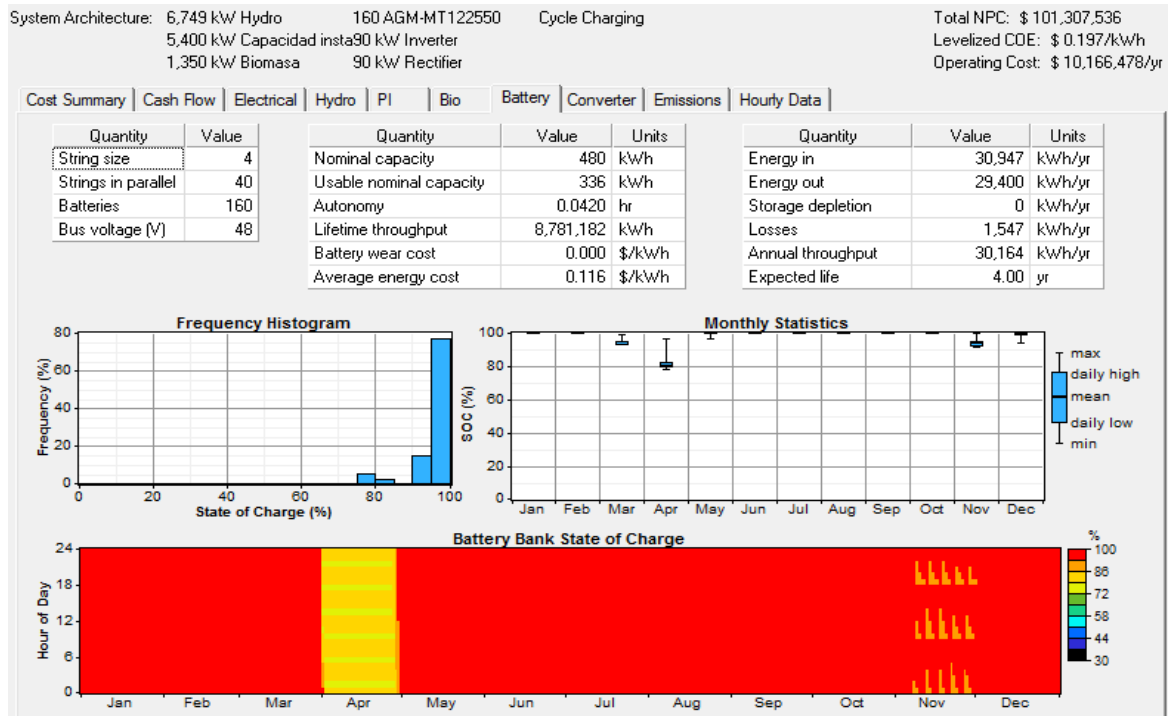 System Architecture: 6,749 kW Hydro 160 AGM-MT122550 Cycle Charging Total NPC: $ 101,307,536
5,400 kW Capacidad insta90 kW Inverter Levelized COE: $ 0.197/kWh
1,350 kW Biomasa 90 kW Rectifier Operating Cost: $ 10,166,478/yr
Cost Summary Cash Flow Electrical Hydro PI Bio Battery Converter Emissions Hourly Data
Quantity Value Quantity Value Units Quantity Value Units
String size 4 Nominal capacity 480 kWh Energy in 30,947 kWh/yr
Strings in parallel 40 Usable nominal capacity 336 kWh Energy out 29,400 kWh/yr
Batteries 160 Autonomy 0.0420 hr Storage depletion 0 kWh/yr
Bus voltage (V) 48 Lifetime throughput 8,781,182 kWh Losses 1,547 kWh/yr
Battery wear cost 0.000 $/kWh Annual throughput 30,164 kWh/yr
Average energy cost 0.116 $/kWh Expected life 4.00 yr
Frequency Histogram
Frequency (%)
80
60
40
20
0
0 20 40 60 80 100
State of Charge (%)
Monthly Statistics
SOC (%)
100
80
60
40
20
0
Jan Feb Mar Apr May Jun Jul Aug Sep Oct Nov Dec
max
daily high
mean
daily low
min
Battery Bank State of Charge
Hour of Day
24
18
12
6
0
Jan Feb Mar Apr May Jun Jul Aug Sep Oct Nov Dec
%
100
86
72
58
44
30